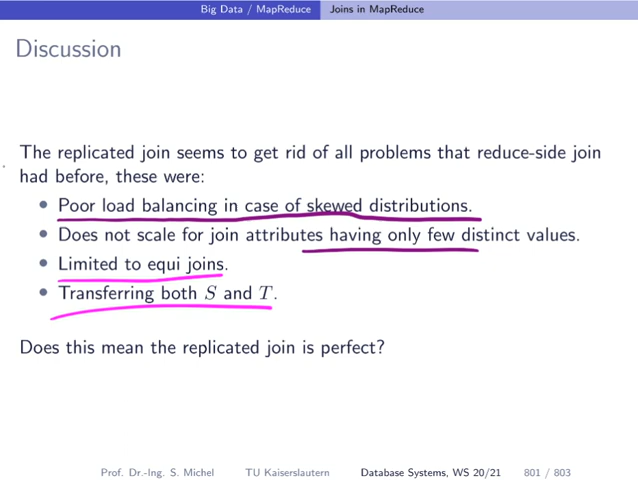 Big Data / MapReduce Joins in MapReduce
Discussion
The replicated join seems to get rid of all problems that reduce-side join
had before, these were:
• Poor load balancing in case of skewed distributions.
• Does not scale for join attributes having only few distinct values.
• Limited to equi joins.
• Transferring both S and T.
Does this mean the replicated join is perfect?
Prof. Dr.-Ing. S. Michel TU Kaiserslautern Database Systems, WS 20/21 801 / 803